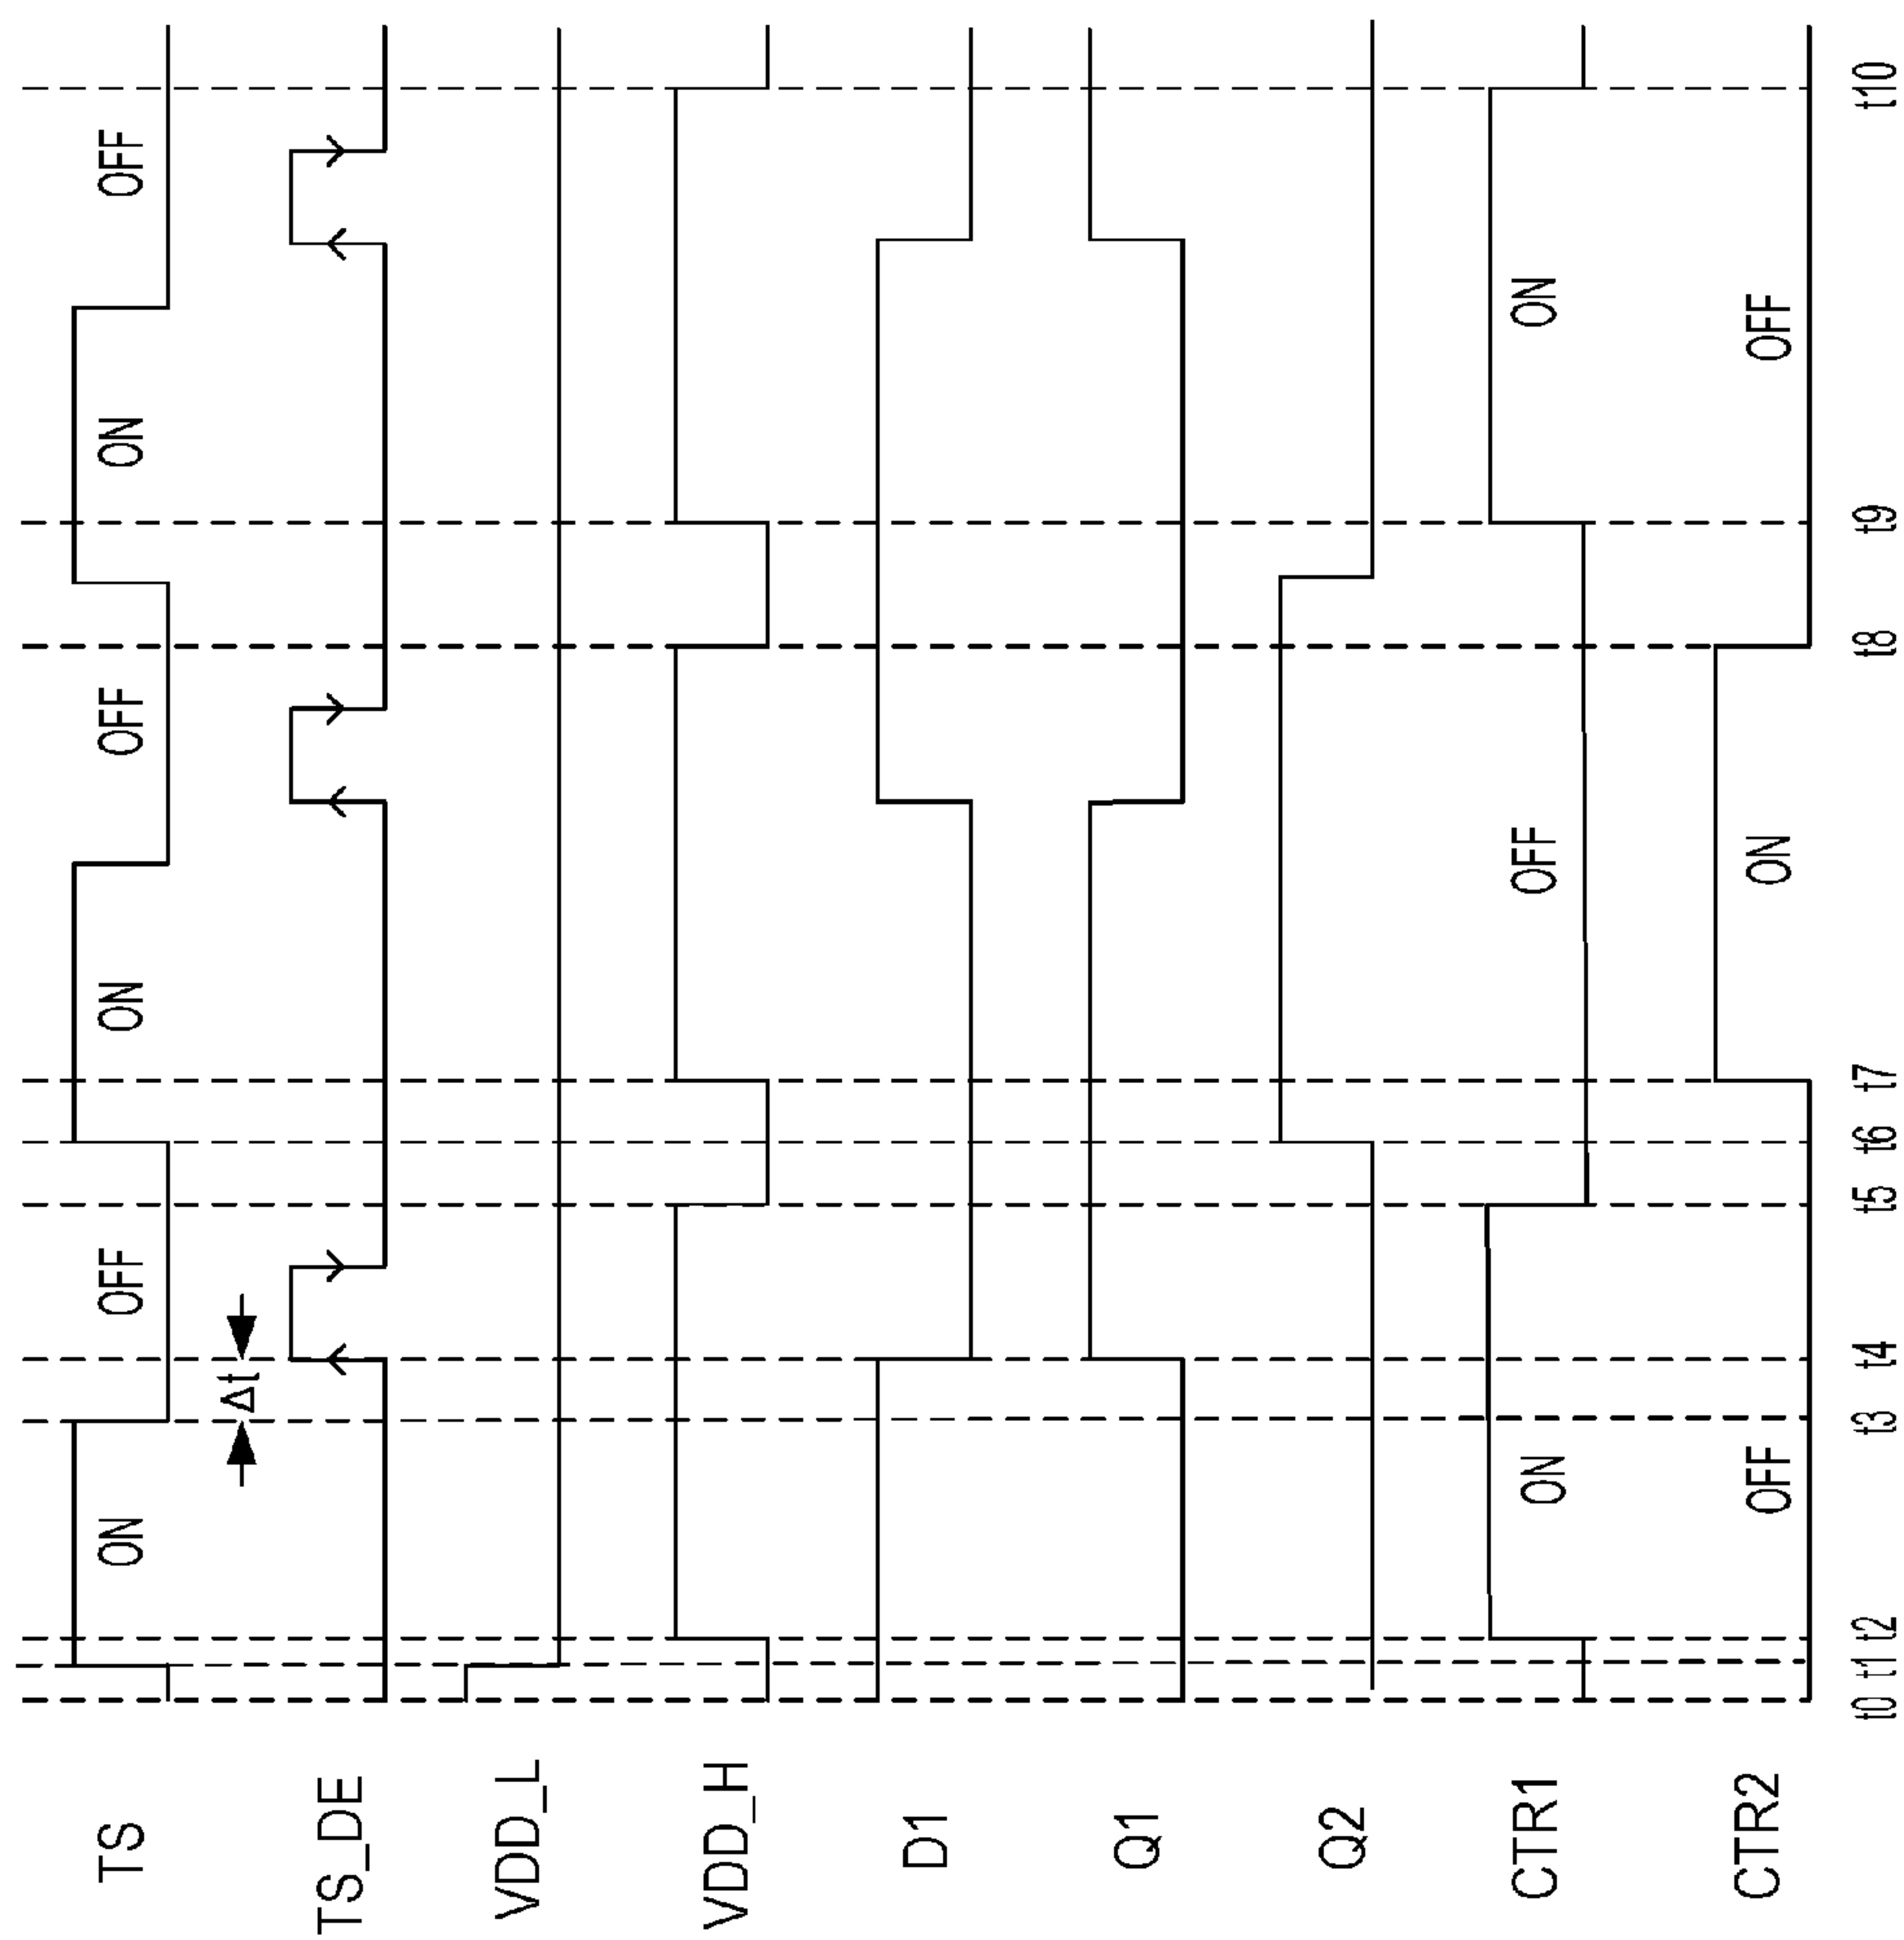 TS ON OFF ON OFF ON OFF
Δt
TS_DE
VDD_L
VDD_H
D1
Q1
Q2
CTR1 ON OFF ON
CTR2 OFF ON OFF
t0 t1 t2 t3 t4 t5 t6 t7 t8 t9 t10